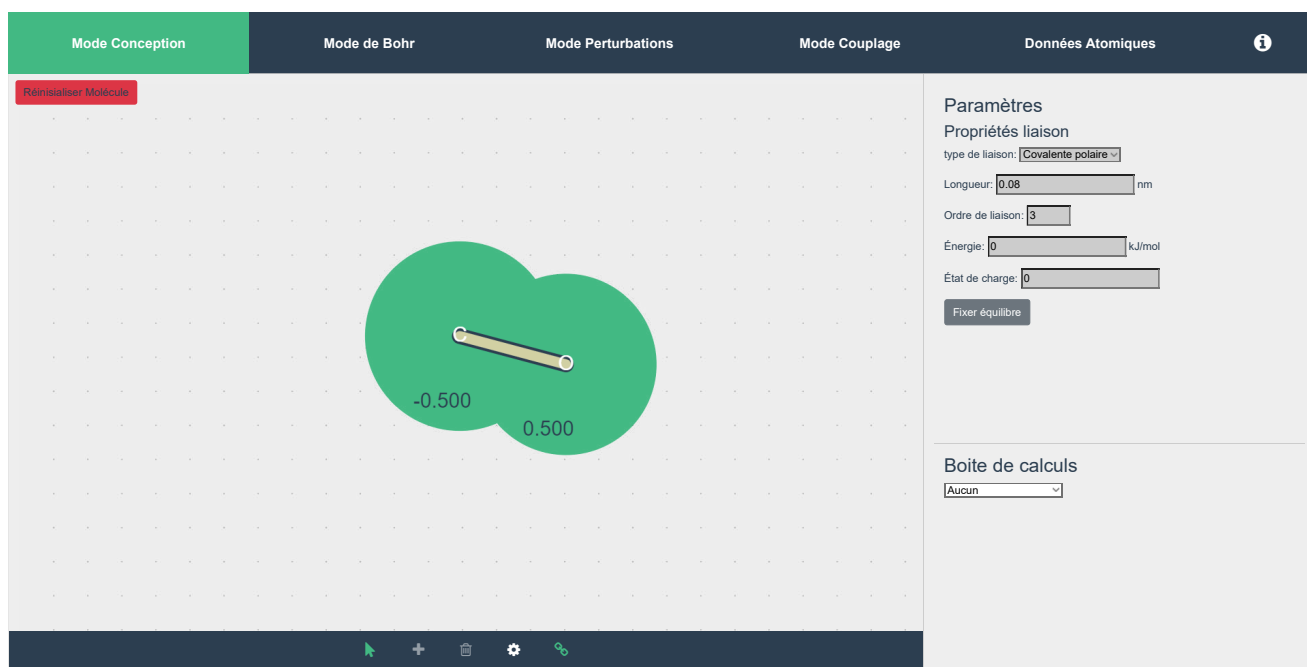 Mode Conception Mode de Bohr Mode Perturbations Mode Couplage Données Atomiques
Réinisialiser Molécule
Paramètres
Propriétés liaison
type de liaison: Covalente polaire
Longueur: 0.08 nm
Ordre de liaison: 3
Énergie: 0 kJ/mol
État de charge: 0
Fixer équilibre
C
O
-0.500
0.500
Boite de calculs
Aucun